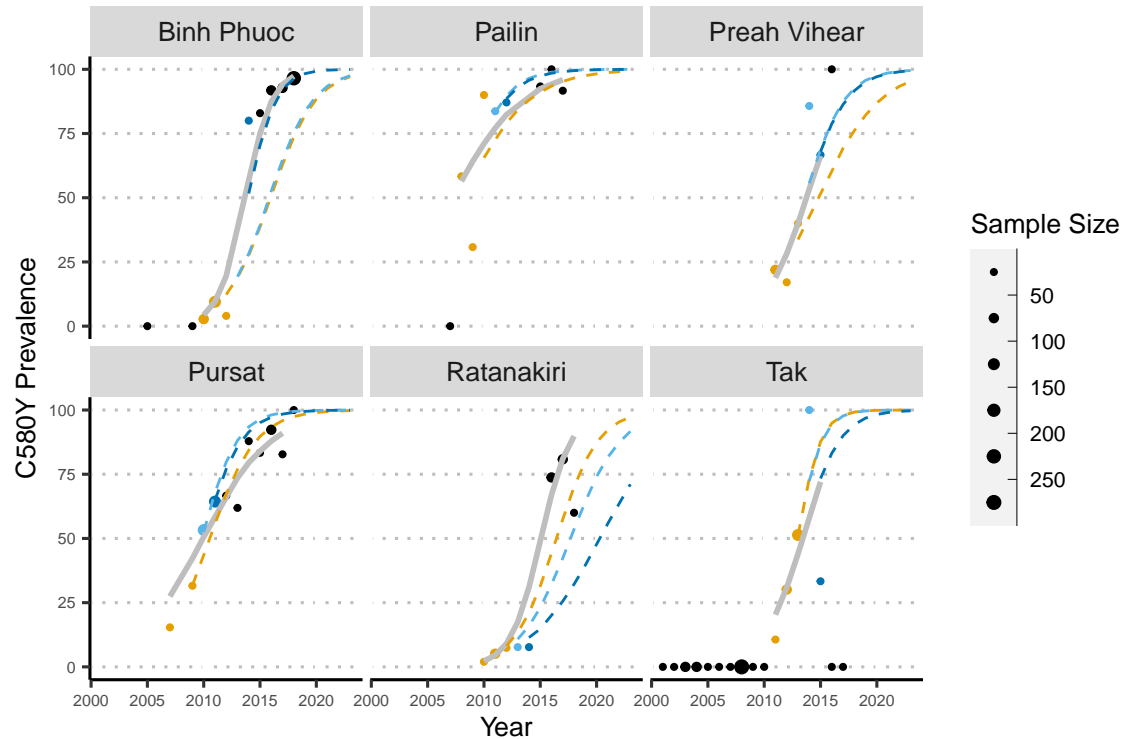 Binh Phuoc Pailin Preah Vihear
100
75
50
25
0
Pursat Ratanakiri Tak
100
75
50
25
0
2000 2005 2010 2015 2020 2000 2005 2010 2015 2020 2000 2005 2010 2015 2020
Year
C580Y Prevalence
Sample Size
50
100
150
200
250